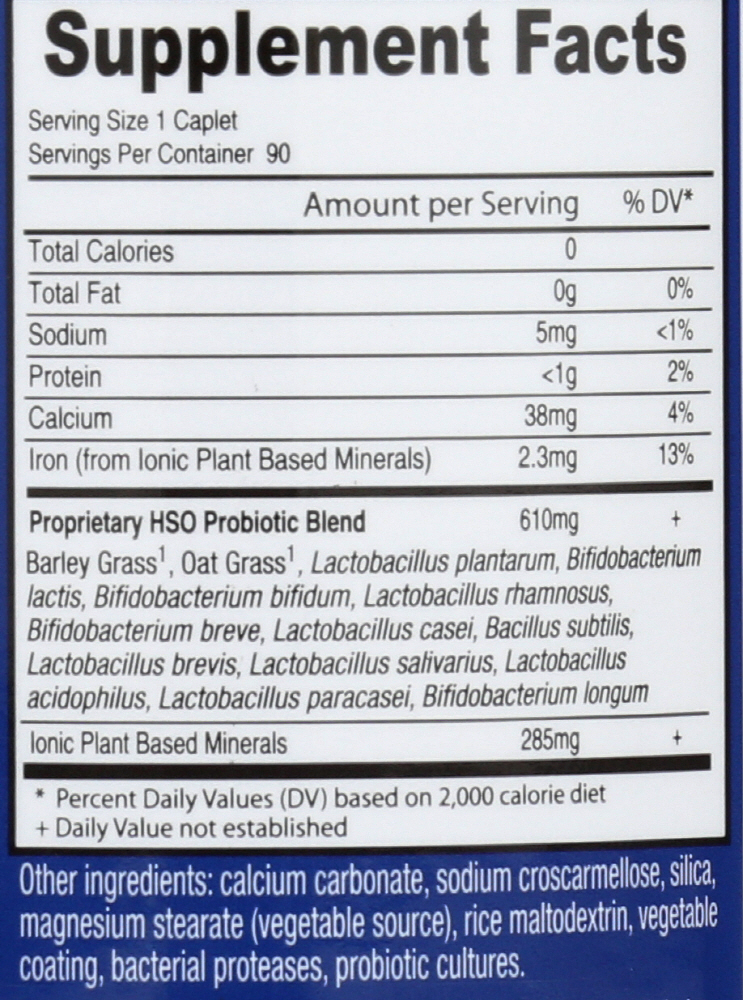 Supplement Facts
Serving Size 1 Caplet
Servings Per Container 90
Amount per Serving % DV*
Total Calories 0
Total Fat 0g 0%
Sodium 5mg <1%
Protein <1g 2%
Calcium 38mg 4%
Iron (from Ionic Plant Based Minerals) 2.3mg 13%
Proprietary HSO Probiotic Blend 610mg +
Barley Grass¹, Oat Grass¹, Lactobacillus plantarum, Bifidobacterium
lactis, Bifidobacterium bifidum, Lactobacillus rhamnosus,
Bifidobacterium breve, Lactobacillus casei, Bacillus subtilis,
Lactobacillus brevis, Lactobacillus salivarius, Lactobacillus
acidophilus, Lactobacillus paracasei, Bifidobacterium longum
Ionic Plant Based Minerals 285mg +
* Percent Daily Values (DV) based on 2,000 calorie diet
+ Daily Value not established
Other ingredients: calcium carbonate, sodium croscarmellose, silica,
magnesium stearate (vegetable source), rice maltodextrin, vegetable
coating, bacterial proteases, probiotic cultures.